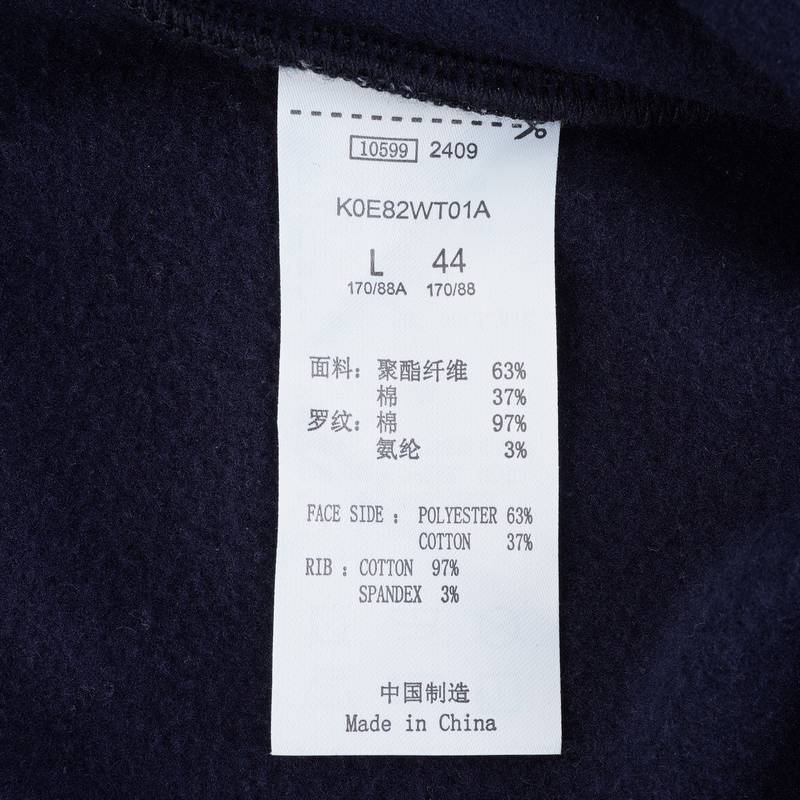 10599 2409
K0E82WT01A
L 44
170/88A 170/88
面料：聚酯纤维 63%
棉 37%
罗纹：棉 97%
氨纶 3%
FACE SIDE : POLYESTER 63%
COTTON 37%
RIB : COTTON 97%
SPANDEX 3%
中国制造
Made in China